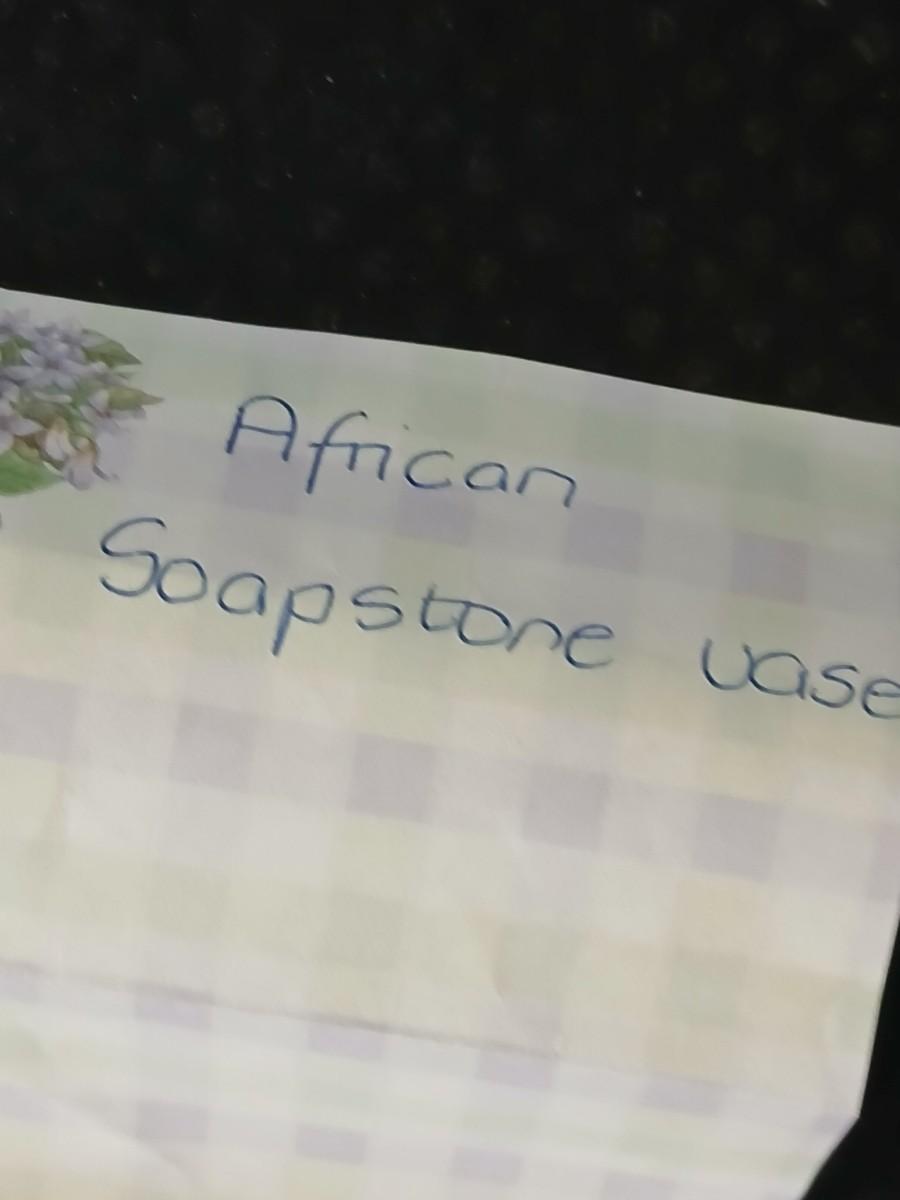 African
Soapstone vase